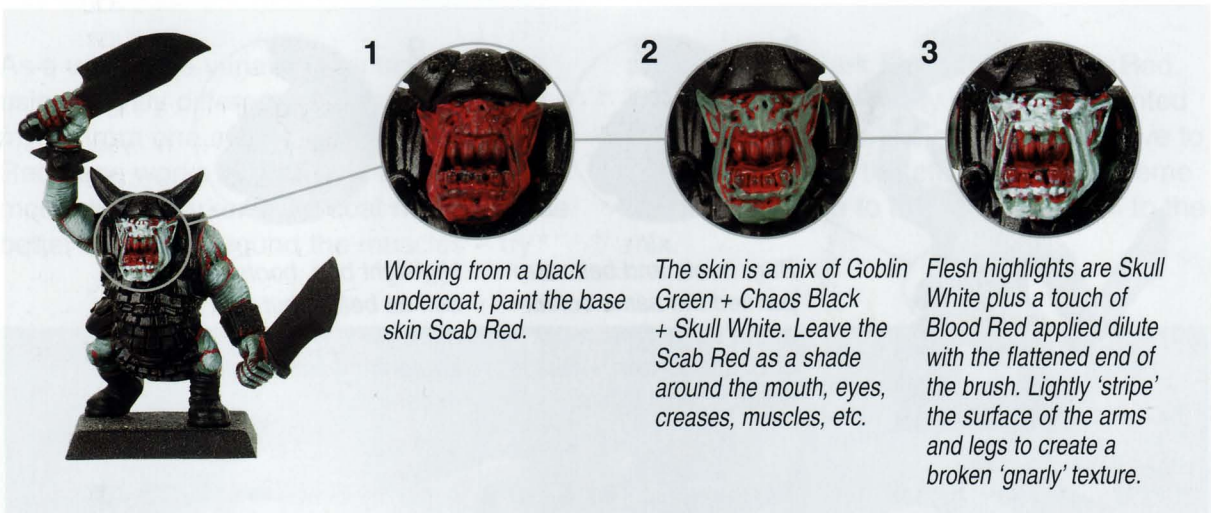 1
Working from a black
undercoat, paint the base
skin Scab Red.
2
The skin is a mix of Goblin
Green + Chaos Black
+ Skull White. Leave the
Scab Red as a shade
around the mouth, eyes,
creases, muscles, etc.
3
Flesh highlights are Skull
White plus a touch of
Blood Red applied dilute
with the flattened end of
the brush. Lightly ‘stripe’
the surface of the arms
and legs to create a
broken ‘gnarly’ texture.